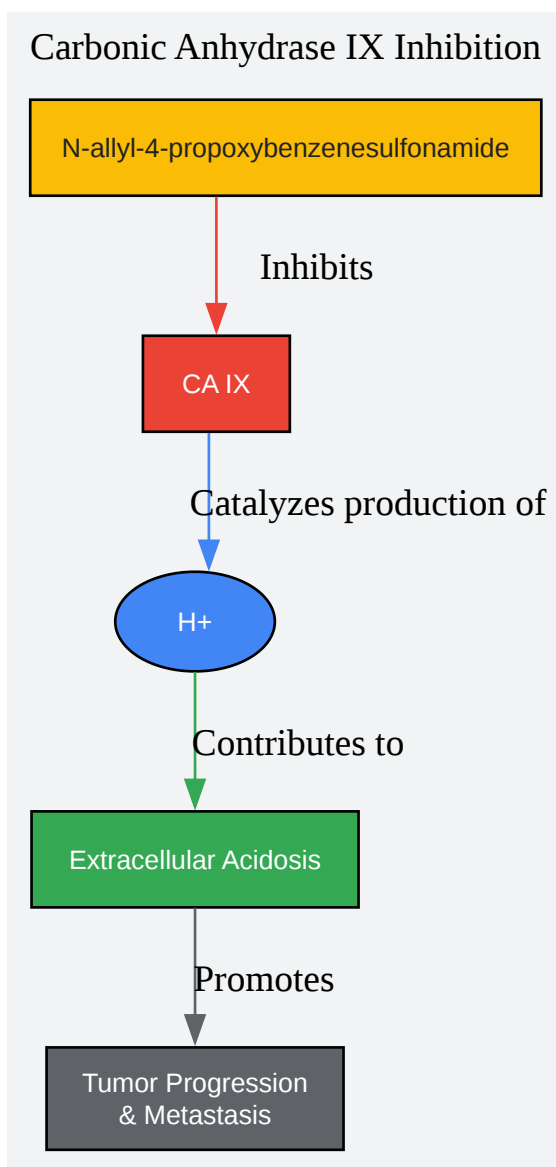 Carbonic Anhydrase IX Inhibition
N-allyl-4-propoxybenzenesulfonamide
Inhibits
CA IX
Catalyzes production of
H+
Contributes to
Extracellular Acidosis
Promotes
Tumor Progression
& Metastasis